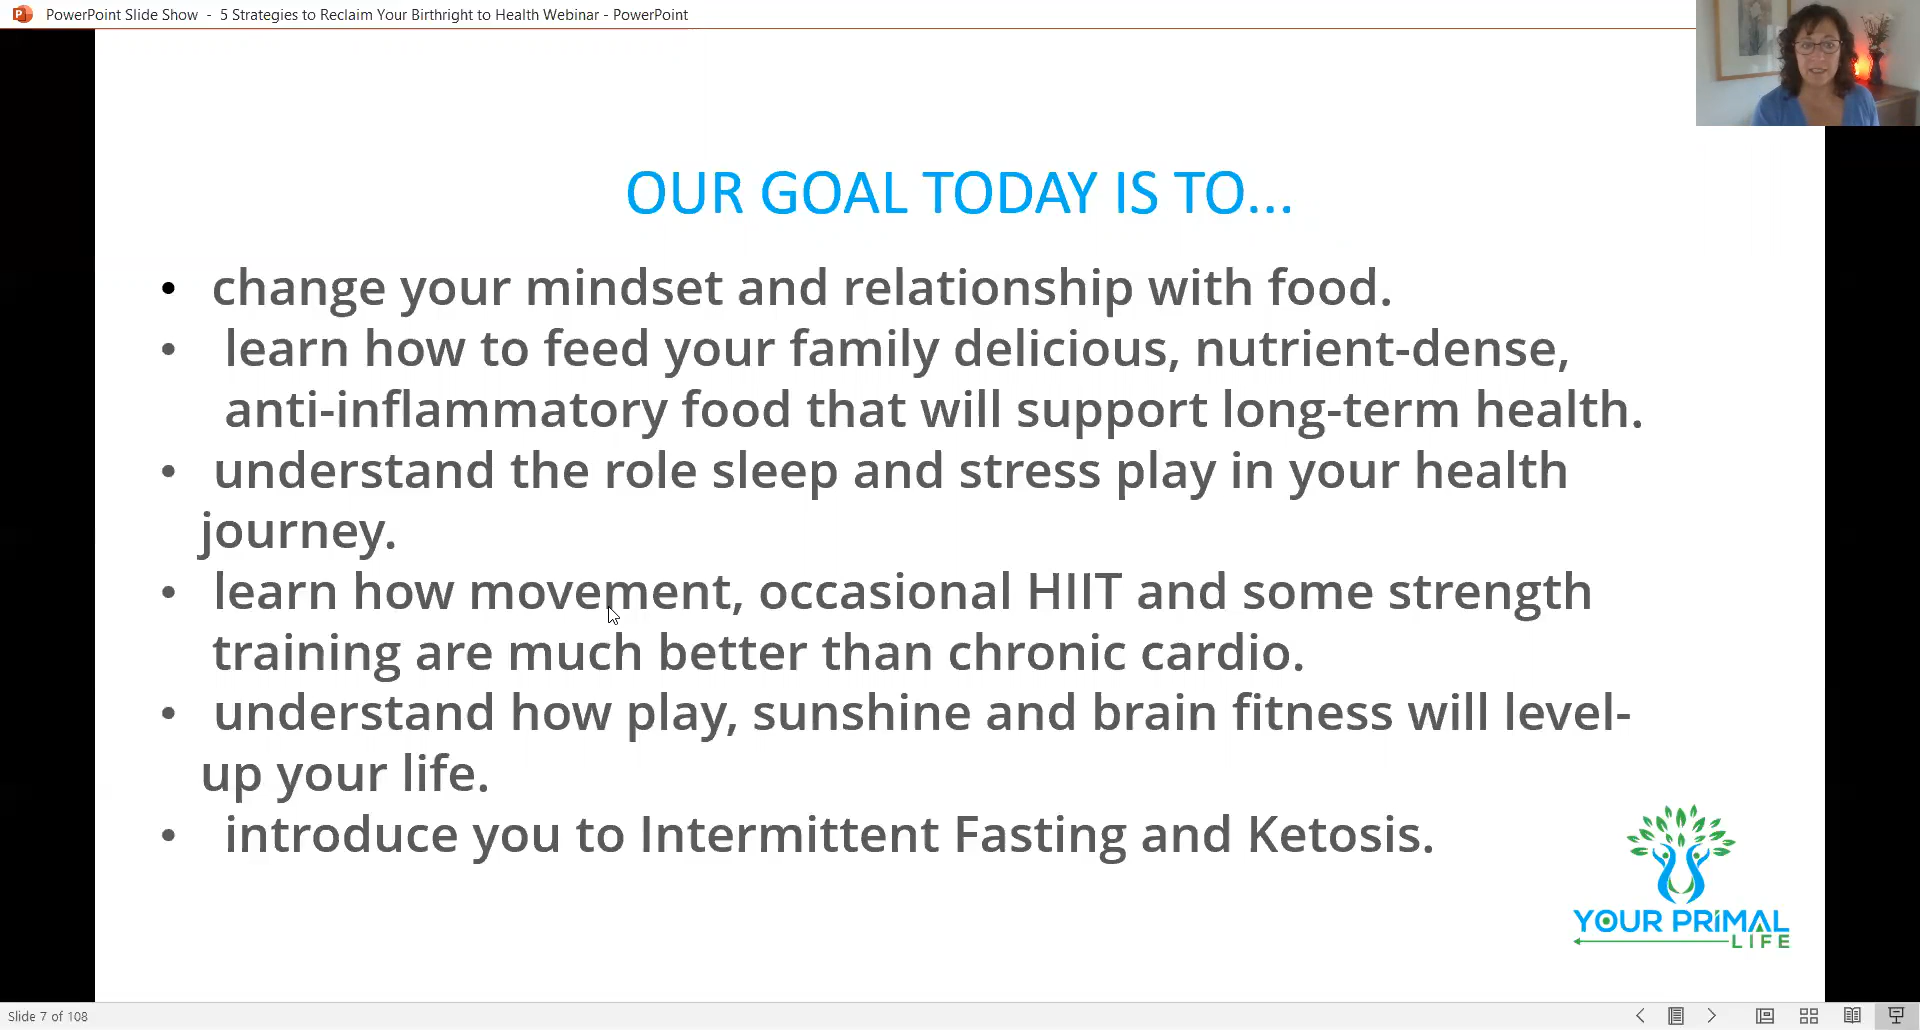 PowerPoint Slide Show - 5 Strategies to Reclaim Your Birthright to Health Webinar - PowerPoint
OUR GOAL TODAY IS TO...
• change your mindset and relationship with food.
• learn how to feed your family delicious, nutrient-dense,
anti-inflammatory food that will support long-term health.
• understand the role sleep and stress play in your health
journey.
• learn how movement, occasional HIIT and some strength
training are much better than chronic cardio.
• understand how play, sunshine and brain fitness will level-
up your life.
• introduce you to Intermittent Fasting and Ketosis.
YOUR PRIMAL
LIFE
Slide 7 of 108